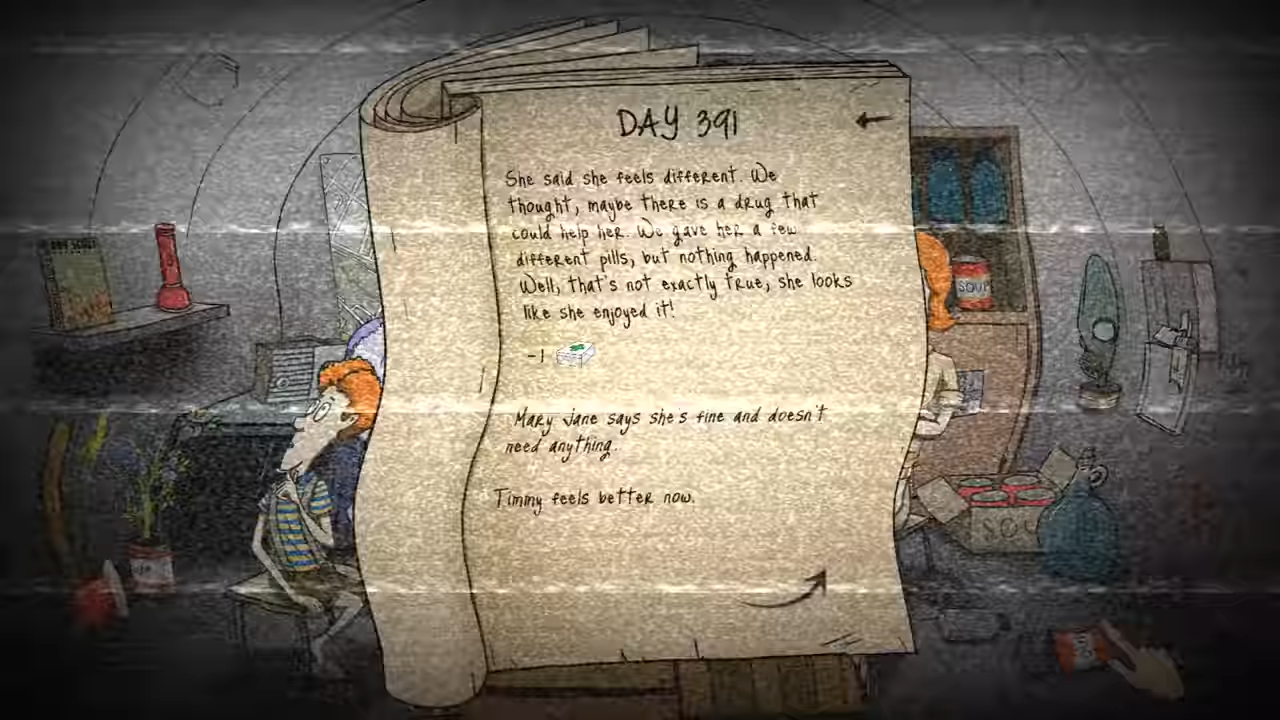 DAY 391
She said she feels different. We
thought, maybe there is a drug that
could help her. We gave her a few
different pills, but nothing happened.
Well, that's not exactly true, she looks
like she enjoyed it!
-1
Mary Jane says she's fine and doesn't
need anything.
Timmy feels better now.
SOUP
SOU